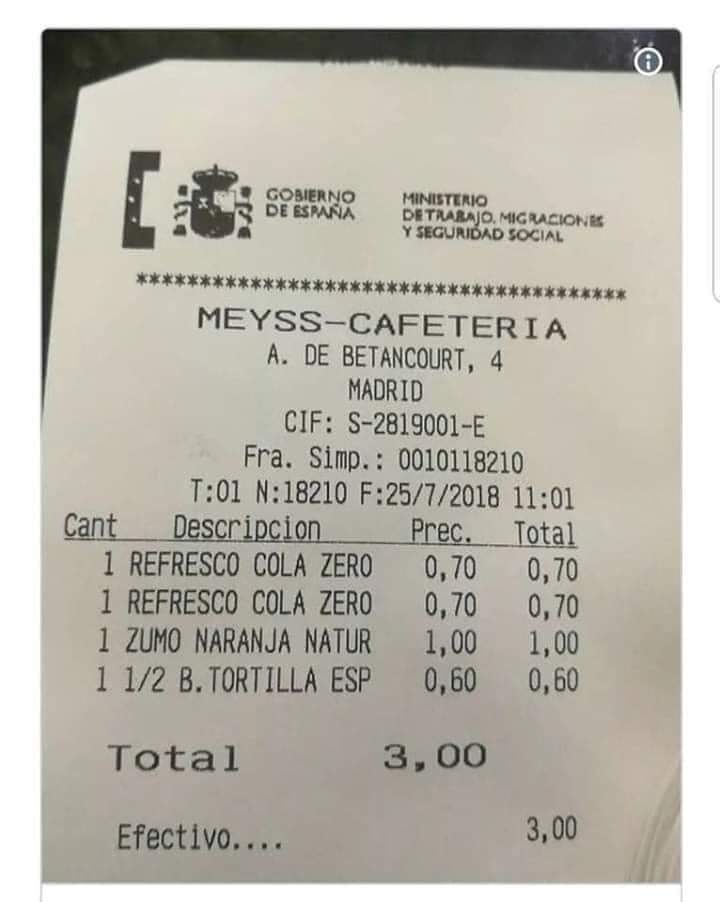 GOBIERNO
DE ESPAÑA
MINISTERIO
DE TRABAJO, MIGRACIONES
Y SEGURIDAD SOCIAL
****************************************
MEYSS-CAFETERIA
A. DE BETANCOURT, 4
MADRID
CIF: S-2819001-E
Fra. Simp.: 0010118210
T:01 N:18210 F:25/7/2018 11:01
Cant Descripcion Prec. Total
1 REFRESCO COLA ZERO 0,70 0,70
1 REFRESCO COLA ZERO 0,70 0,70
1 ZUMO NARANJA NATUR 1,00 1,00
1 1/2 B.TORTILLA ESP 0,60 0,60
Total 3,00
Efectivo.... 3,00